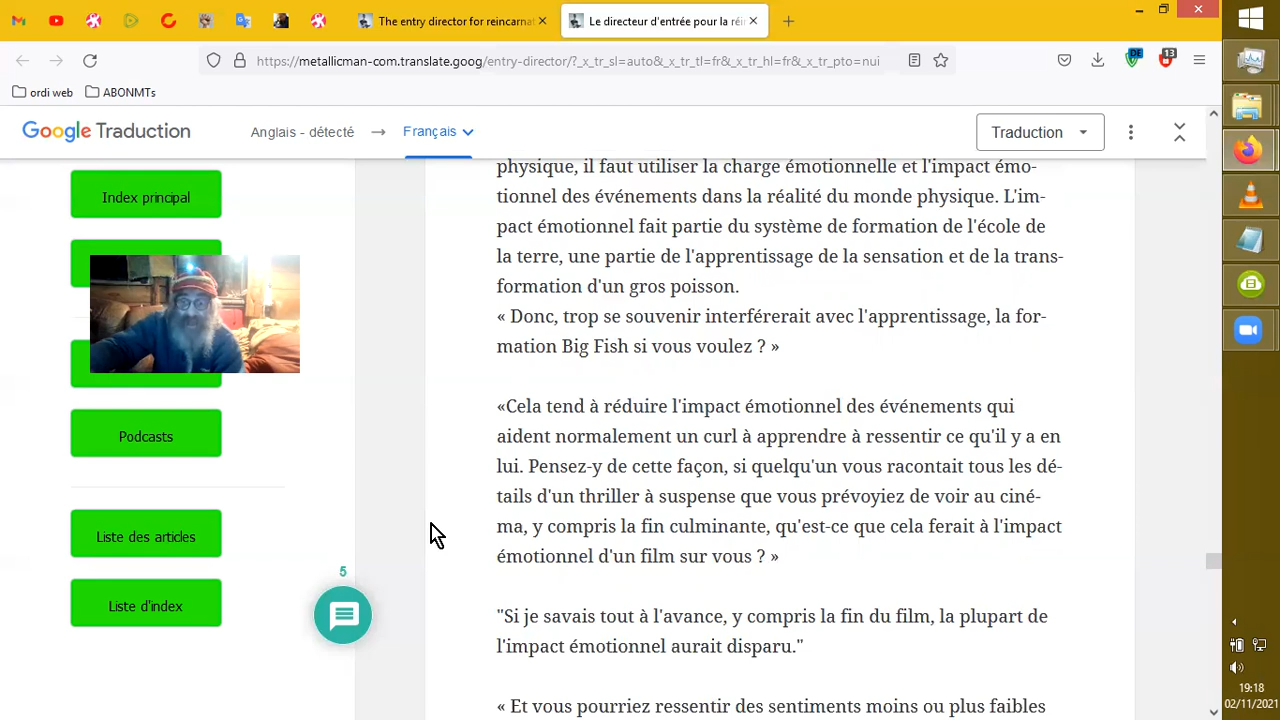 The entry director for reincarnat
Le directeur d'entrée pour la réi
https://metallicman-com.translate.goog/entry-director/?_x_tr_sl=auto&_x_tr_tl=fr&_x_tr_hl=fr&_x_tr_pto=nui
DE
13
ordi web
ABONMTs
Google Traduction
Anglais - détecté
Français
Traduction
physique, il faut utiliser la charge émotionnelle et l'impact émo-
tionnel des événements dans la réalité du monde physique. L'im-
pact émotionnel fait partie du système de formation de l'école de
la terre, une partie de l'apprentissage de la sensation et de la trans-
formation d'un gros poisson.
« Donc, trop se souvenir interférerait avec l'apprentissage, la for-
mation Big Fish si vous voulez ? »
«Cela tend à réduire l'impact émotionnel des événements qui
aident normalement un curl à apprendre à ressentir ce qu'il y a en
lui. Pensez-y de cette façon, si quelqu'un vous racontait tous les dé-
tails d'un thriller à suspense que vous prévoyiez de voir au ciné-
ma, y compris la fin culminante, qu'est-ce que cela ferait à l'impact
émotionnel d'un film sur vous ? »
"Si je savais tout à l'avance, y compris la fin du film, la plupart de
l'impact émotionnel aurait disparu."
« Et vous pourriez ressentir des sentiments moins ou plus faibles
Index principal
Podcasts
Liste des articles
Liste d'index
5
19:18
02/11/2021